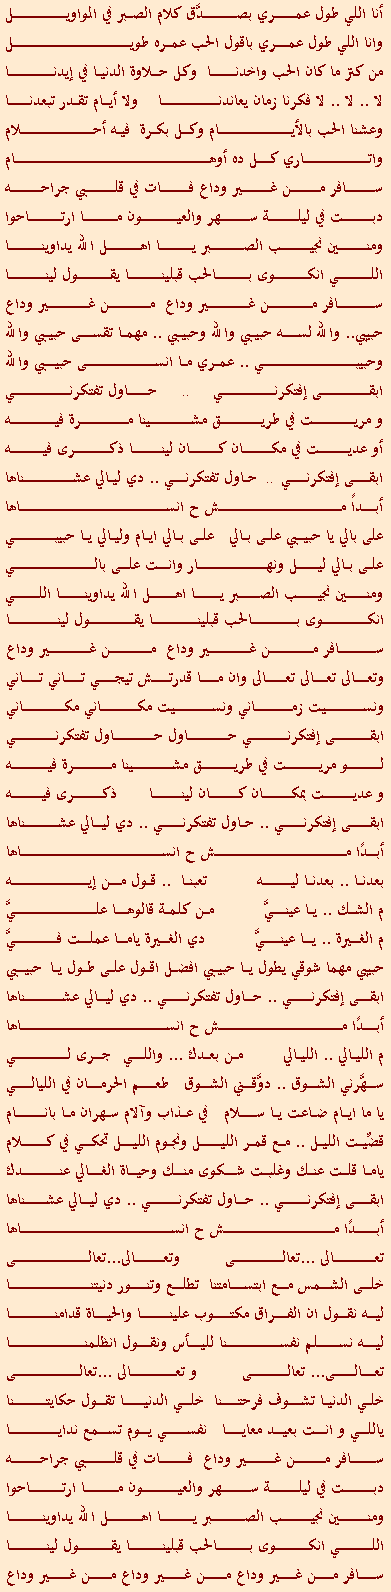 أنا اللي طول عمري بصدَّق كلام الصبر في المواويل
وانا اللي طول عمري باقول الحب عمره طويل
من كتر ما كان الحب واخدنا وكل حلاوة الدنيا في إيدنا
لا .. لا .. لا فكرنا زمان يعاندنا ولا أيام تقدر تبعدنا
وعشنا الحب بالأيام وكل بكرة فيه أحلام
واتاري كل ده أوهام
سافر من غير وداع فات في قلبي جراحه
دبت في ليلة سهر والعيون ما ارتاحوا
ومنين نجيب الصبر يا اهل الله يداوينا
اللي انكوى بالحب قبلينا يقول لينا
سافر من غير وداع من غير وداع
حبيبي.. والله لسه حبيبي والله وحبيبي .. مهما تقسى حبيبي والله
وحبيبي .. عمري ما انسى حبيبي والله
ابقى إفتكرني .. حاول تفتكرني
و مريت في طريق مشينا مرة فيه
أو عديت في مكان كان لينا ذكرى فيه
ابقى إفتكرني .. حاول تفتكرني .. دي ليالي عشناها
أبداً مش ح انساها
على بالي يا حبيبي على بالي على بالي ايام وليالي يا حبيبي
على بالي ليل ونهار وانت على بالي
ومنين نجيب الصبر يا اهل الله يداوينا اللي
انكوى بالحب قبلينا يقول لينا
سافر من غير وداع من غير وداع
وتعالى تعالى تعالى وان ما قدرتش تيجي تاني تاني
ونسيت زماني ونسيت مكاني مكاني
ابقى إفتكرني حاول حاول تفتكرني
لو مريت في طريق مشينا مرة فيه
و عديت بمكان كان لينا ذكرى فيه
ابقى إفتكرني .. حاول تفتكرني .. دي ليالي عشناها
أبدًا مش ح انساها
بعدنا .. بعدنا ليه تعبنا .. قول من إيه
م الشك .. يا عينيَّ من كلمة قالوها عليَّ
م الغيرة .. يا عينيَّ دي الغيرة ياما عملت فيَّ
حبيبي مهما شوقي يطول يا حبيبي افضل اقول على طول يا حبيبي
ابقى إفتكرني .. حاول تفتكرني .. دي ليالي عشناها
أبدًا مش ح انساها
م الليالي .. الليالي من بعدك ... واللي جرى لي
سهَّرني الشوق .. دوَّقني الشوق طعم الحرمان في الليالي
يا ما ايام ضاعت يا سلام في عذاب وآلام سهران ما بانام
قضِّيت الليل .. مع قمر الليل ونجوم الليل تحكي في كلام
ياما قلت عنك وغلبت شكوى منك وحياة الغالي عندك
ابقى إفتكرني .. حاول تفتكرني .. دي ليالي عشناها
أبدًا مش ح انساها
تعالى ...تعالى وتعالى...تعالى
خلي الشمس مع ابتسامتنا تطلع وتنور دنيتنا
ليه نقول ان الفراق مكتوب علينا والحياة قدامنا
ليه نسلم نفسنا لليأس ونقول انظلمنا
تعالى... تعالى و تعالى ...تعالى
خلي الدنيا تشوف فرحتنا خلي الدنيا تقول حكايتنا
ياللي و انت بعيد معايا نفسي يوم تسمع ندايا
سافر من غير وداع فات في قلبي جراحه
دبت في ليلة سهر والعيون ما ارتاحوا
ومنين نجيب الصبر يا اهل الله يداوينا
اللي انكوى بالحب قبلينا يقول لينا
سافر من غير وداع من غير وداع من غير وداع